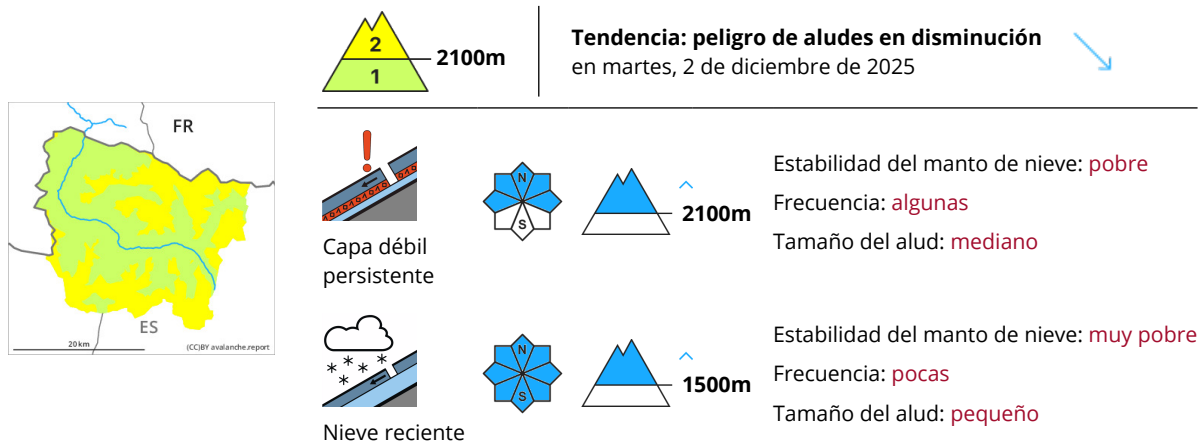 2
1
2100m
Tendencia: peligro de aludes en disminución
en martes, 2 de diciembre de 2025
FR
ES
20 km
(CC)BY avalanche.report
Capa débil
persistente
N
S
2100m
Estabilidad del manto de nieve: pobre
Frecuencia: algunas
Tamaño del alud: mediano
Nieve reciente
N
S
1500m
Estabilidad del manto de nieve: muy pobre
Frecuencia: pocas
Tamaño del alud: pequeño